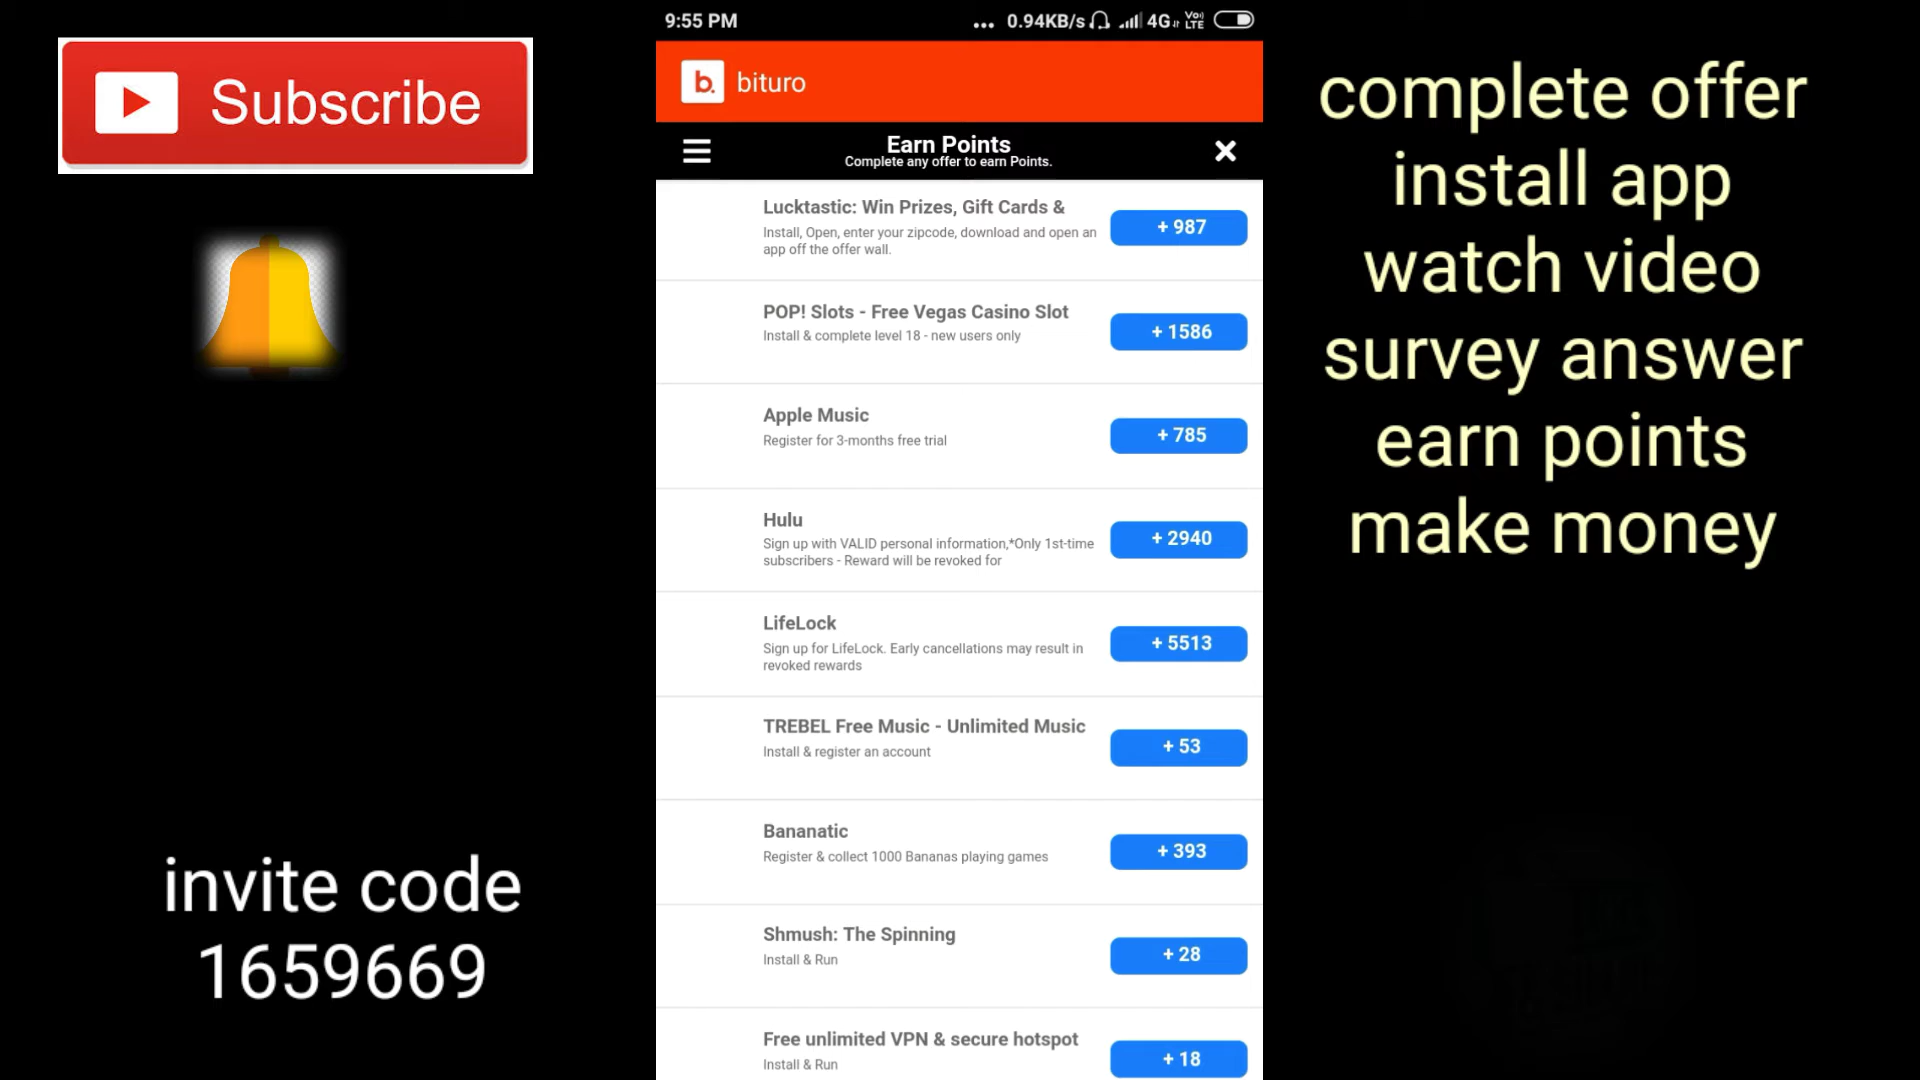 Subscribe
invite code
1659669
9:55 PM
... 0.94KB/s 4G Vo) LTE
b. bituro
Earn Points
Complete any offer to earn Points.
Lucktastic: Win Prizes, Gift Cards &
Install, Open, enter your zipcode, download and open an
app off the offer wall.
+ 987
POP! Slots - Free Vegas Casino Slot
Install & complete level 18 - new users only
+ 1586
Apple Music
Register for 3-months free trial
+ 785
Hulu
Sign up with VALID personal information,*Only 1st-time
subscribers - Reward will be revoked for
+ 2940
LifeLock
Sign up for LifeLock. Early cancellations may result in
revoked rewards
+ 5513
TREBEL Free Music - Unlimited Music
Install & register an account
+ 53
Bananatic
Register & collect 1000 Bananas playing games
+ 393
Shmush: The Spinning
Install & Run
+ 28
Free unlimited VPN & secure hotspot
Install & Run
+ 18
complete offer
install app
watch video
survey answer
earn points
make money